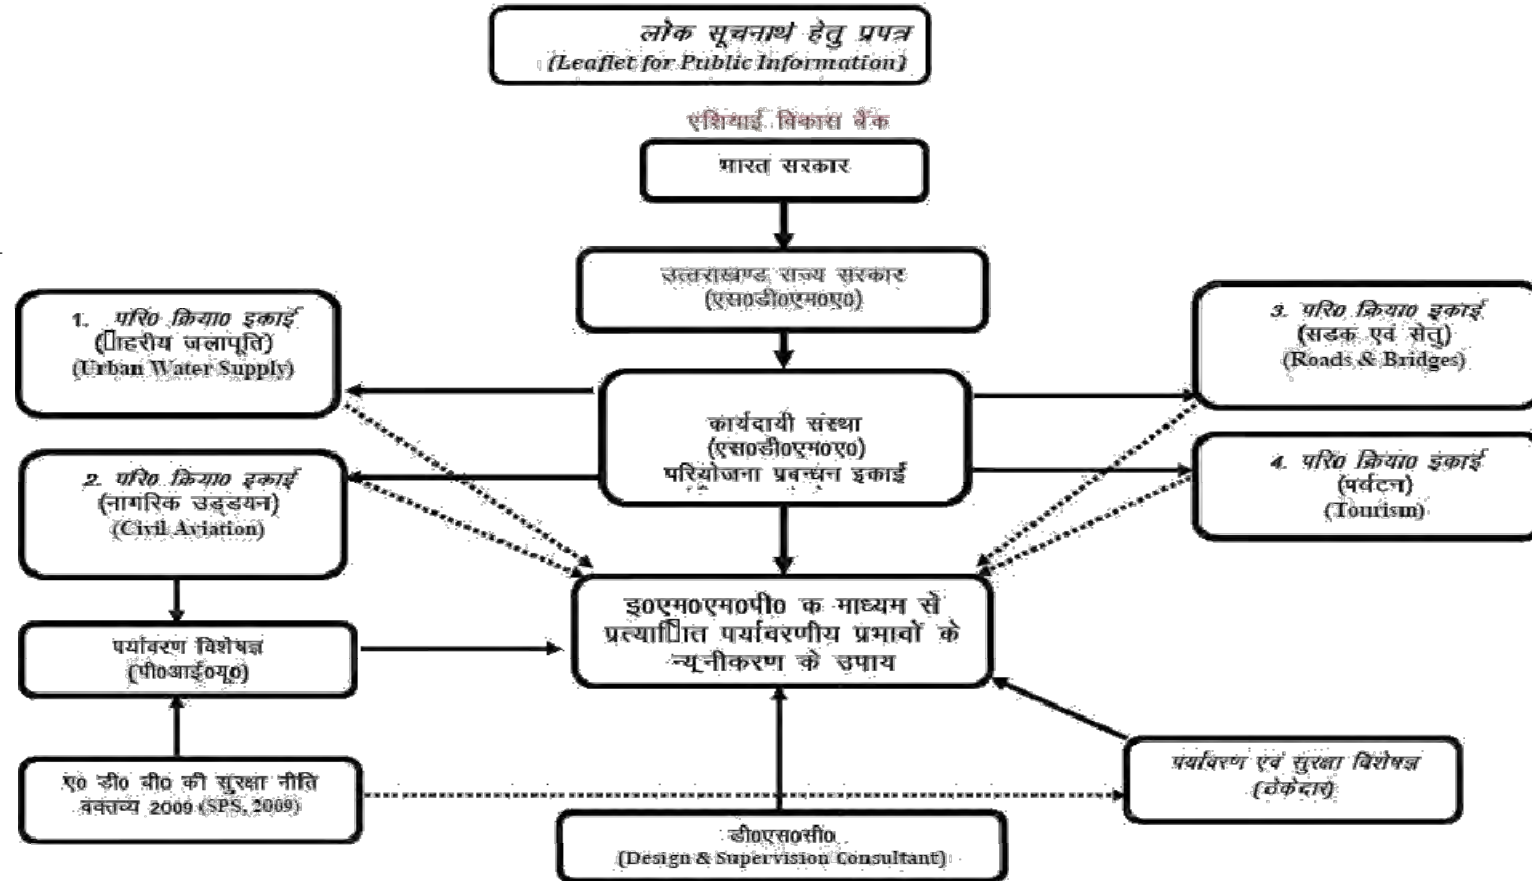 लोक सूचनार्थ हेतु प्रपत्र
(Leaflet for Public Information)
एशियाई विकास बैंक
भारत सरकार
उत्तराखण्ड राज्य सरकार
(एस0डी0एम0ए0)
1. परि0 क्रिया0 इकाई
(ाहरीय जलापूति)
(Urban Water Supply)
3. परि0 क्रिया0 इकाई
(सडक एवं सेतु)
(Roads & Bridges)
कार्यदायी संस्था
(एस0डी0एम0ए0)
परियोजना प्रबन्धन इकाई
2. परि0 क्रिया0 इकाई
(नागरिक उड्डयन)
(Civil Aviation)
4. परि0 क्रिया0 इकाई
(पर्यटन)
(Tourism)
इ0एम0एम0पी0 क माध्यम से
प्रत्यािात पर्यावरणीय प्रभावों के
न्यूनीकरण के उपाय
पर्यावरण विशेषज्ञ
(पी0आई0यू0)
ए0 डी0 बी0 की सुरक्षा नीति
वक्तव्य 2009 (SPS, 2009)
पर्यावरण एवं सुरक्षा विशेषज्ञ
(ठेकेदार)
डी0एस0सी0
(Design & Supervision Consultant)